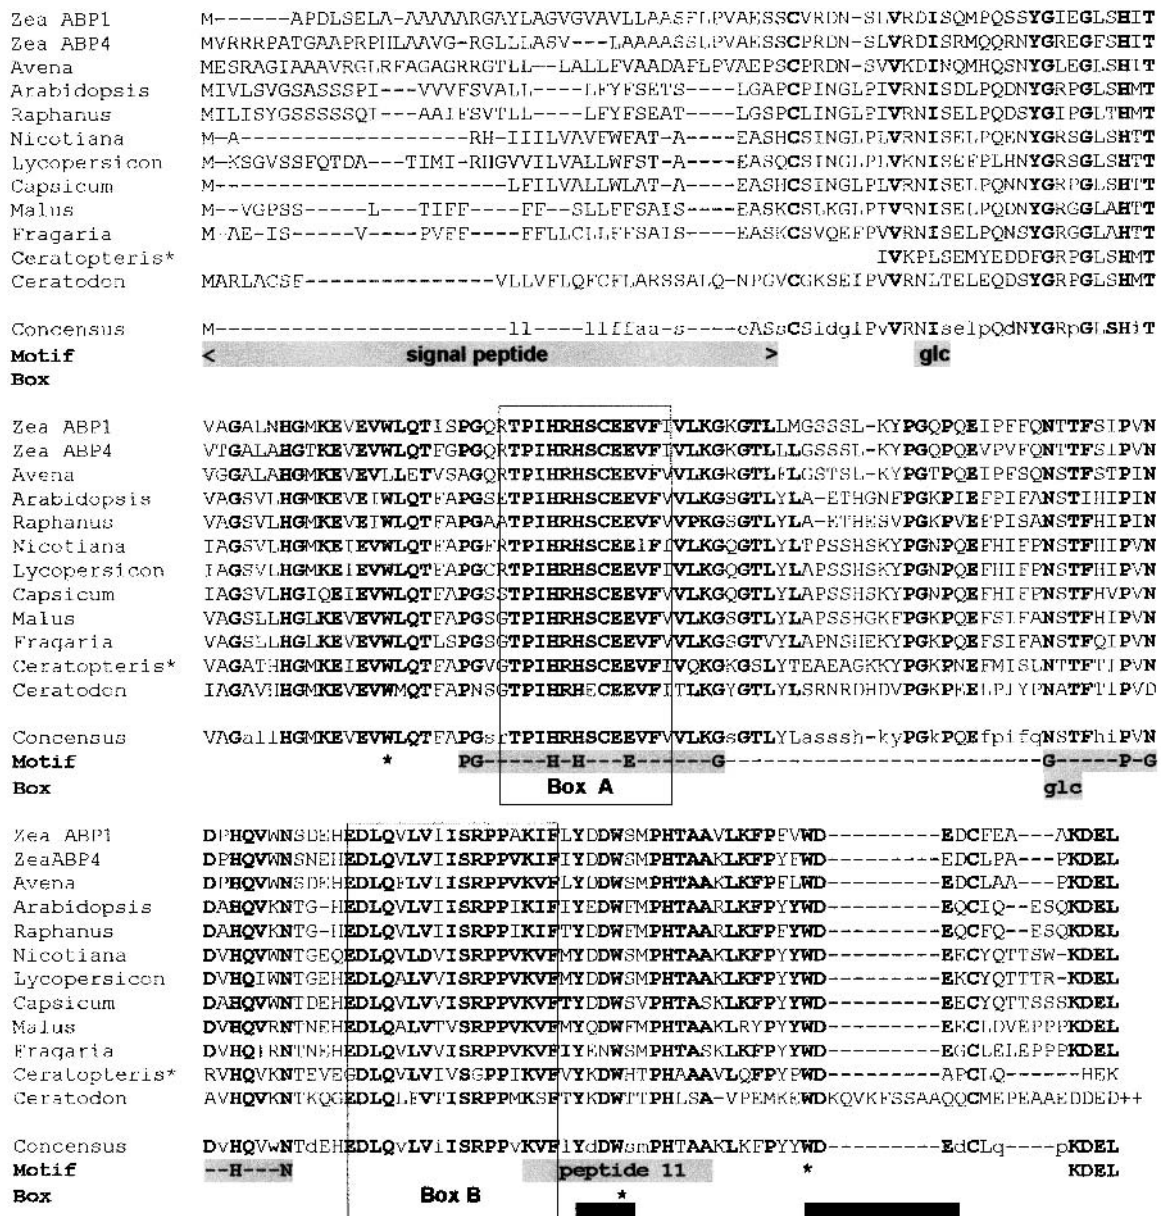 Zea ABP1 M------APDLSELA-AAAAARGAYLAGVGVAVLLAASFLPVAESSCVRDN-SLVRDISQMPQSSYGIEGLSHIT
Zea ABP4 MVRRRPATGAAPRPHLAAVG-RGLLLASV---LAAAASSLPVAESSCPRDN-SLVRDISRMQQRNYGREGFSHIT
Avena MESRAGIAAAVRGLRFAGAGRRGTLL--LALLFVAADAFLPVAEPSCPRDN-SVVKDINQMHQSNYGLEGLSHIT
Arabidopsis MIVLSVGSASSSPI---VVVFSVALL----LFYFSETS----LGAPCPINGLPIVRNISDLPQDNYGRPGLSHMT
Raphanus MILISYGSSSSSQI---AAIFSVTLL----LFYFSEAT----LGSPCLINGLPIVRNISELPQDSYGIPGLTHMT
Nicotiana M-A---------------RH-IIILVAVFWFAT-A----EASHCSINGLPLVRNISELPQENYGRSGLSHTT
Lycopersicon M-KSGVSSFQTDA---TIMI-RHGVVILVALLWFST-A----EASQCSINGLPLVKNISEFPLHNYGRSGLSHTT
Capsicum M--------------------LFILVALLWLAT-A----EASHCSINGLPLVRNISELPQNNYGRPGLSHTT
Malus M--VGPSS-----L---TIFF----FF--SLLFFSAIS----EASKCSLKGLPIVRNISELPQDNYGRGGLAHTT
Fragaria M-AE-IS-----V----PVFF----FFLLCLLFFSAIS----EASKCSVQEFPVVRNISELPQNSYGRGGLAHTT
Ceratopteris* IVKPLSEMYEDDFGRPGLSHMT
Ceratodon MARLACSF-------------VLLVFLQFCFLARSSALQ-NPGVCGKSEIPVVRNLTELEQDSYGRPGLSHMT
Concensus M--------------------ll----llffaa-s----eASsCSidglPvVRNIselpQdNYGRpGLSHiT
Motif < signal peptide > glc
Box
Zea ABP1 VAGALNHGMKEVEVWLQTISPGQRTPIHRHSCEEVFIVLKGKGTLLMGSSSL-KYPGQPQEIPFFQNTTFSIPVN
Zea ABP4 VTGALAHGTKEVEVWLQTFGPGQRTPIHRHSCEEVFIVLKGKGTLLLGSSSL-KYPGQPQEVPVFQNTTFSIPVN
Avena VGGALAHGMKEVEVLLETVSAGQRTPIHRHSCEEVFVVLKGRGTLFLGSTSL-KYPGTPQEIPFSQNSTFSTPIN
Arabidopsis VAGSVLHGMKEVEIWLQTFAPGSETPIHRHSCEEVFVVLKGSGTLYLA-ETHGNFPGKPIEFPIFANSTIHIPIN
Raphanus VAGSVLHGMKEVEIWLQTFAPGAATPIHRHSCEEVFVVPKGSGTLYLA-ETHESVPGKPVEFPISANSTFHIPIN
Nicotiana IAGSVLHGMKEIEVWLQTFAPGFRTPIHRHSCEEIFIVLKGQGTLYLTPSSHSKYPGNPQEFHIFPNSTFHIPVN
Lycopersicon IAGSVLHGMKEIEVWLQTFAPGCRTPIHRHSCEEVFIVLKGQGTLYLAPSSHSKYPGNPQEFHIFPNSTFHIPVN
Capsicum IAGSVLHGIQEIEVWLQTFAPGSSTPIHRHSCEEVFVVLKGQGTLYLAPSSHSKYPGNPQEFHIFPNSTFHVPVN
Malus VAGSLLHGLKEVEVWLQTFAPGSGTPIHRHSCEEVFVVLKGSGTLYLAPSSHGKFPGKPQEFSIFANSTFHIPVN
Fragaria VAGSLLHGLKEVEVWLQTLSPGSGTPIHRHSCEEVFVVLKGSGTVYLAPNSHEKYPGKPQEFSIFANSTFQIPVN
Ceratopteris* VAGATHHGMKEIEVWLQTFAPGVGTPIHRHSCEEVFIVQKGKGSLYTEAEAGKKYPGKPNEFMISLNTTFTIPVN
Ceratodon IAGAVHHGMKEVEVWMQTFAPNSGTPIHRHECEEVFITLKGYGTLYLSRNRDHDVPGKPEELPIYPNATFTIPVD
Concensus VAGallHGMKEVEVWLQTFAPGsrTPIHRHSCEEVFVVLKGsGTLYLasssh-kyPGkPQEfpifqNSTFhiPVN
Motif * PG-----H-H---E-----G------------------------G-----P-G
Box Box A glc
Zea ABP1 DPHQVWNSDEHEDLQVLVIISRPPAKIFLYDDWSMPHTAAVLKFPFVWD---------EDCFEA---AKDEL
ZeaABP4 DPHQVWNSNEHEDLQVLVIISRPPVKIFIYDDWSMPHTAAKLKFPYFWD---------EDCLPA---PKDEL
Avena DPHQVWNSDEHEDLQFLVIISRPPVKVFLYDDWSMPHTAAKLKFPFLWD---------EDCLAA---PKDEL
Arabidopsis DAHQVKNTG-HEDLQVLVIISRPPIKIFIYEDWFMPHTAARLKFPYYWD---------EQCIQ--ESQKDEL
Raphanus DAHQVKNTG-HEDLQVLVIISRPPIKIFTYDDWFMPHTAARLKFPFYWD---------EQCFQ--ESQKDEL
Nicotiana DVHQVWNTGEQEDLQVLDVISRPPVKVFMYDDWSMPHTAAKLKFPYYWD---------EECYQTTSW-KDEL
Lycopersicon DVHQIWNTGEHEDLQALVVISRPPVKVFMYDDWSMPHTAAKLKFPYYWD---------EKCYQTTTR-KDEL
Capsicum DAHQVWNTDEHEDLQVLVVISRPPVKVFTYDDWSVPHTASKLKFPYYWD---------EECYQTTSSSKDEL
Malus DVHQVRNTNEHEDLQALVTVSRPPVKVFMYQDWFMPHTAAKLRYPYYWD---------EECLDVEPPPKDEL
Fragaria DVHQIRNTNEHEDLQVLVVISRPPVKVFIYENWSMPHTASKLKFPYYWD---------EGCLELEPPPKDEL
Ceratopteris* RVHQVKNTEVEGDLQVLVIVSGPPIKVFVYKDWHTPHAAAVLQFPYPWD---------APCLQ----HEK
Ceratodon AVHQVKNTKQGEDLQLFVTISRPPMKSFTYKDWTTPHLSA-VPEMKEWDKQVKFSSAAQQCMEPEAAEDDED++
Concensus DvHQVwNTdEHEDLQvLViISRPPvKVFlYdDWsmPHTAAKLKFPYYWD---------EdCLq----pKDEL
Motif --H---N peptide 11 * KDEL
Box Box B *